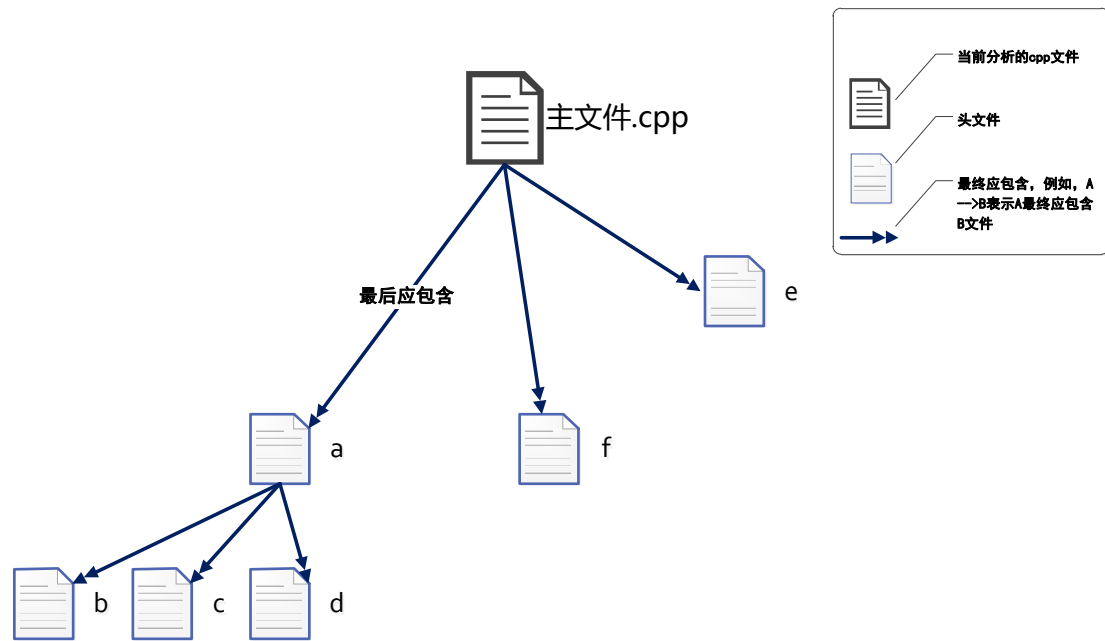 当前分析的cpp文件
主文件.cpp
头文件
最终应包含，例如，A
-->B表示A最终应包含
B文件
e
最后应包含
a
f
b
c
d